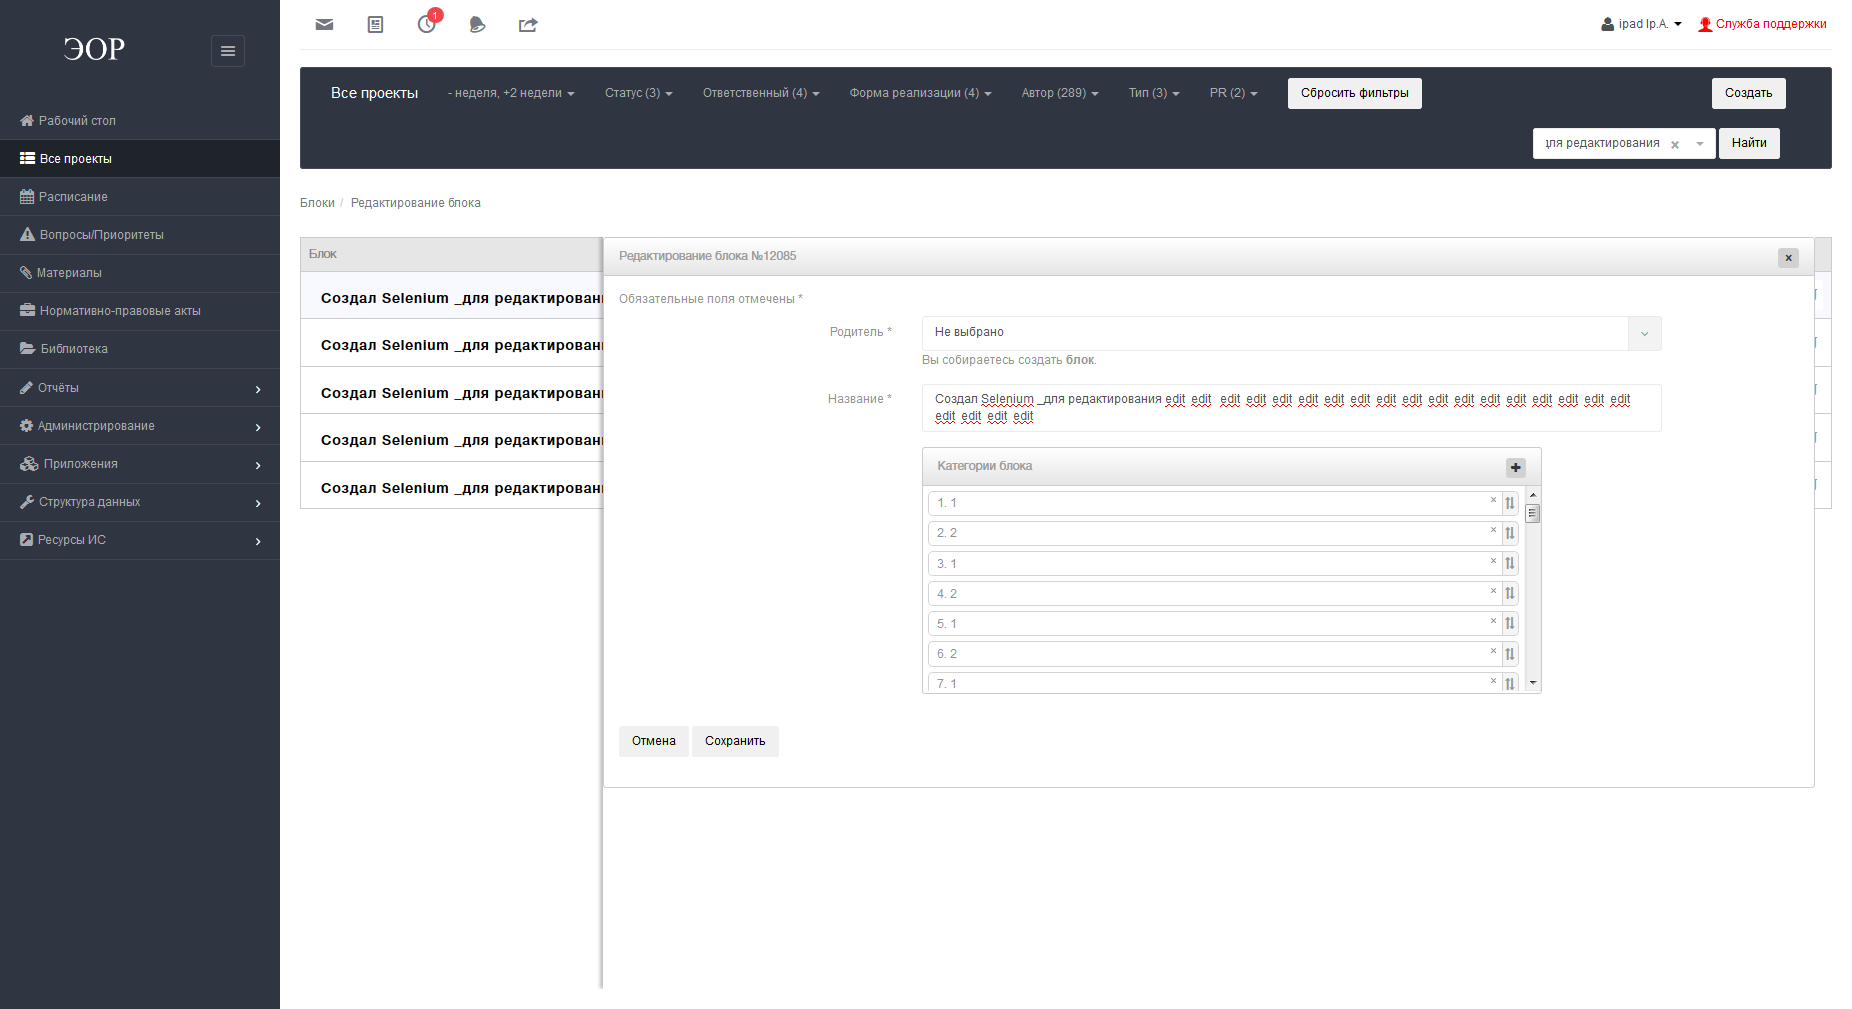 ЭОР
1
ipad Ip.A.
Служба поддержки
Рабочий стол
Все проекты
Расписание
Вопросы/Приоритеты
Материалы
Нормативно-правовые акты
Библиотека
Отчёты
Администрирование
Приложения
Структура данных
Ресурсы ИС
Все проекты
- неделя, +2 недели
Статус (3)
Ответственный (4)
Форма реализации (4)
Автор (289)
Тип (3)
PR (2)
Сбросить фильтры
Создать
для редактирования
Найти
Блоки / Редактирование блока
Блок
Создал Selenium _для редактировани
Создал Selenium _для редактировани
Создал Selenium _для редактировани
Создал Selenium _для редактировани
Создал Selenium _для редактировани
Редактирование блока №12085
Обязательные поля отмечены *
Родитель *
Не выбрано
Вы собираетесь создать блок.
Название *
Создал Selenium _для редактирования edit edit edit edit edit edit edit edit edit edit edit edit edit edit edit edit edit edit
edit edit edit edit
Категории блока
1. 1
2. 2
3. 1
4. 2
5. 1
6. 2
7. 1
Отмена
Сохранить